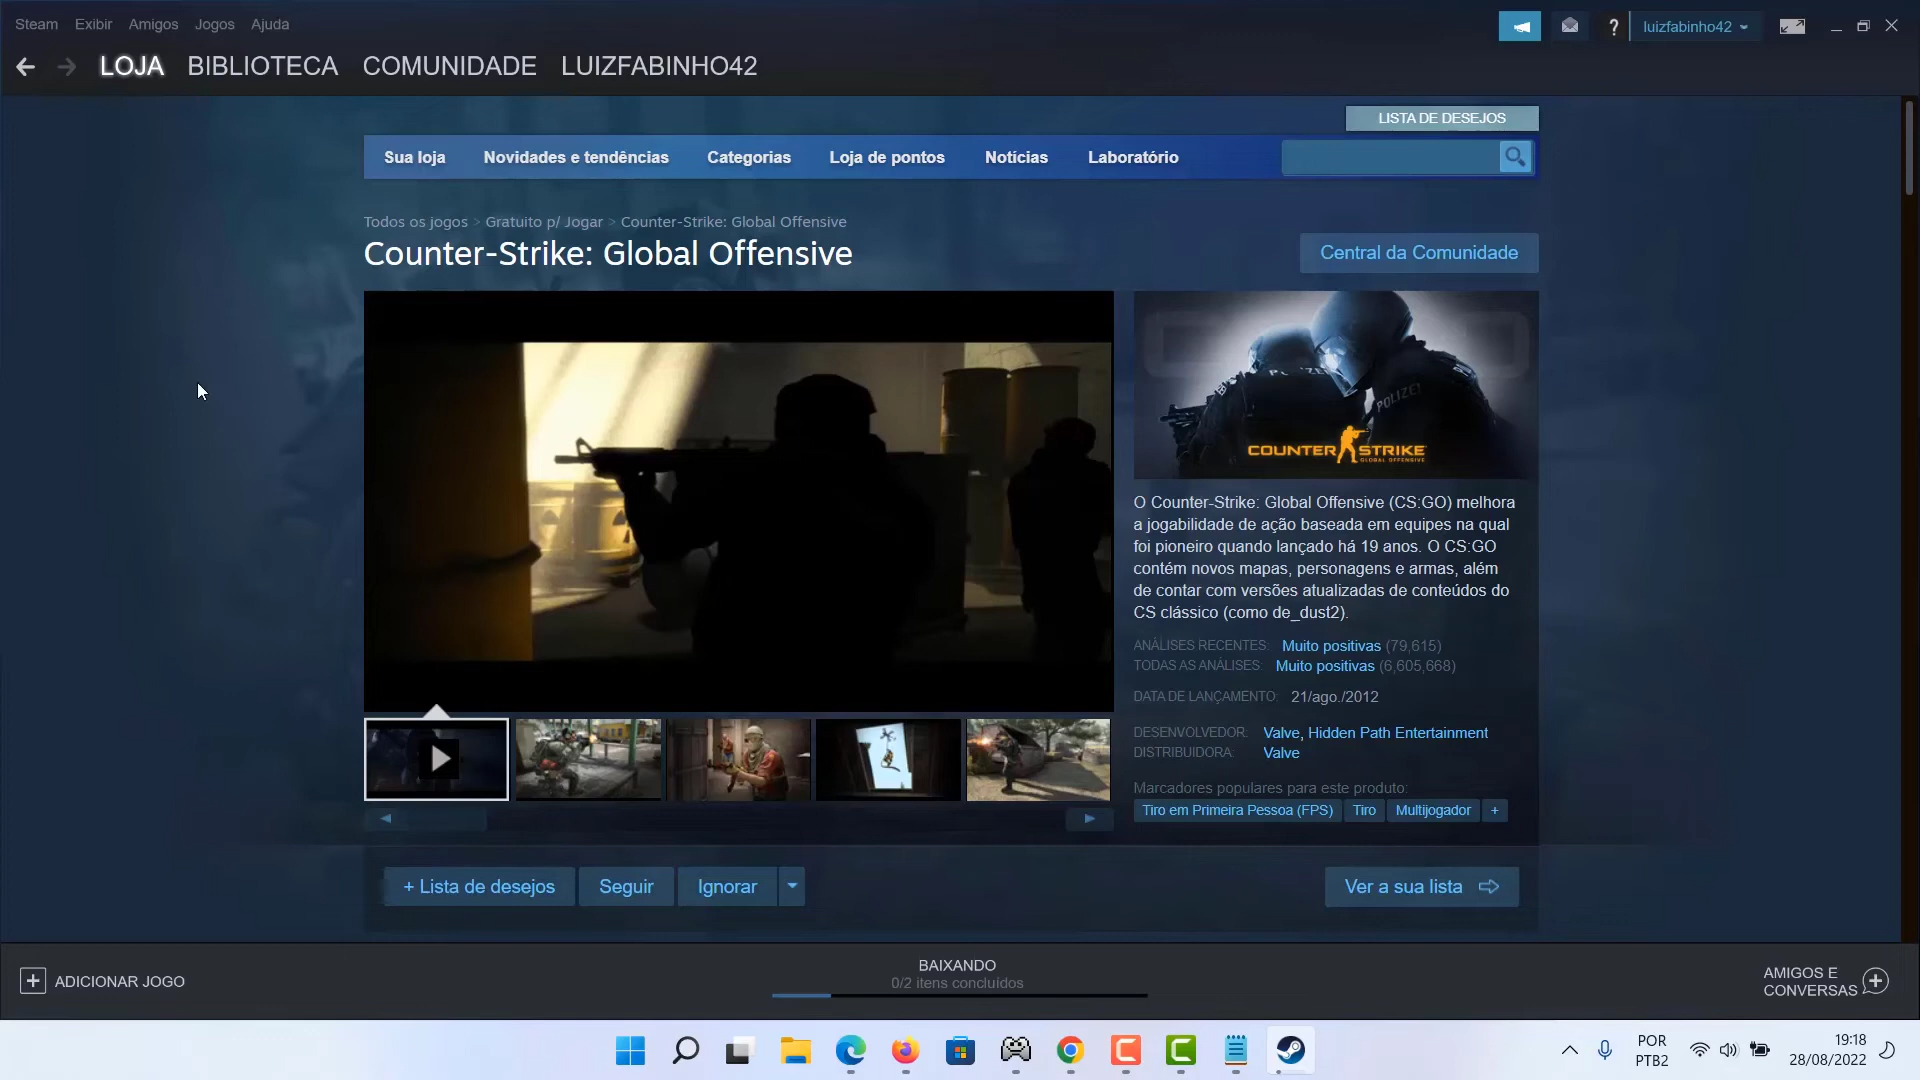 Steam Exibir Amigos Jogos Ajuda
luizfabinho42
LOJA BIBLIOTECA COMUNIDADE LUIZFABINHO42
LISTA DE DESEJOS
Sua loja Novidades e tendências Categorias Loja de pontos Notícias Laboratório
Todos os jogos > Gratuito p/ Jogar > Counter-Strike: Global Offensive
Counter-Strike: Global Offensive
Central da Comunidade
POLIZEI
COUNTER STRIKE
GLOBAL OFFENSIVE
O Counter-Strike: Global Offensive (CS:GO) melhora
a jogabilidade de ação baseada em equipes na qual
foi pioneiro quando lançado há 19 anos. O CS:GO
contém novos mapas, personagens e armas, além
de contar com versões atualizadas de conteúdos do
CS clássico (como de_dust2).
ANÁLISES RECENTES: Muito positivas (79,615)
TODAS AS ANÁLISES: Muito positivas (6,605,668)
DATA DE LANÇAMENTO: 21/ago./2012
DESENVOLVEDOR: Valve, Hidden Path Entertainment
DISTRIBUIDORA: Valve
Marcadores populares para este produto:
Tiro em Primeira Pessoa (FPS) Tiro Multijogador +
+ Lista de desejos Seguir Ignorar
Ver a sua lista
ADICIONAR JOGO
BAIXANDO
0/2 itens concluídos
AMIGOS E
CONVERSAS
POR
PTB2
19:18
28/08/2022